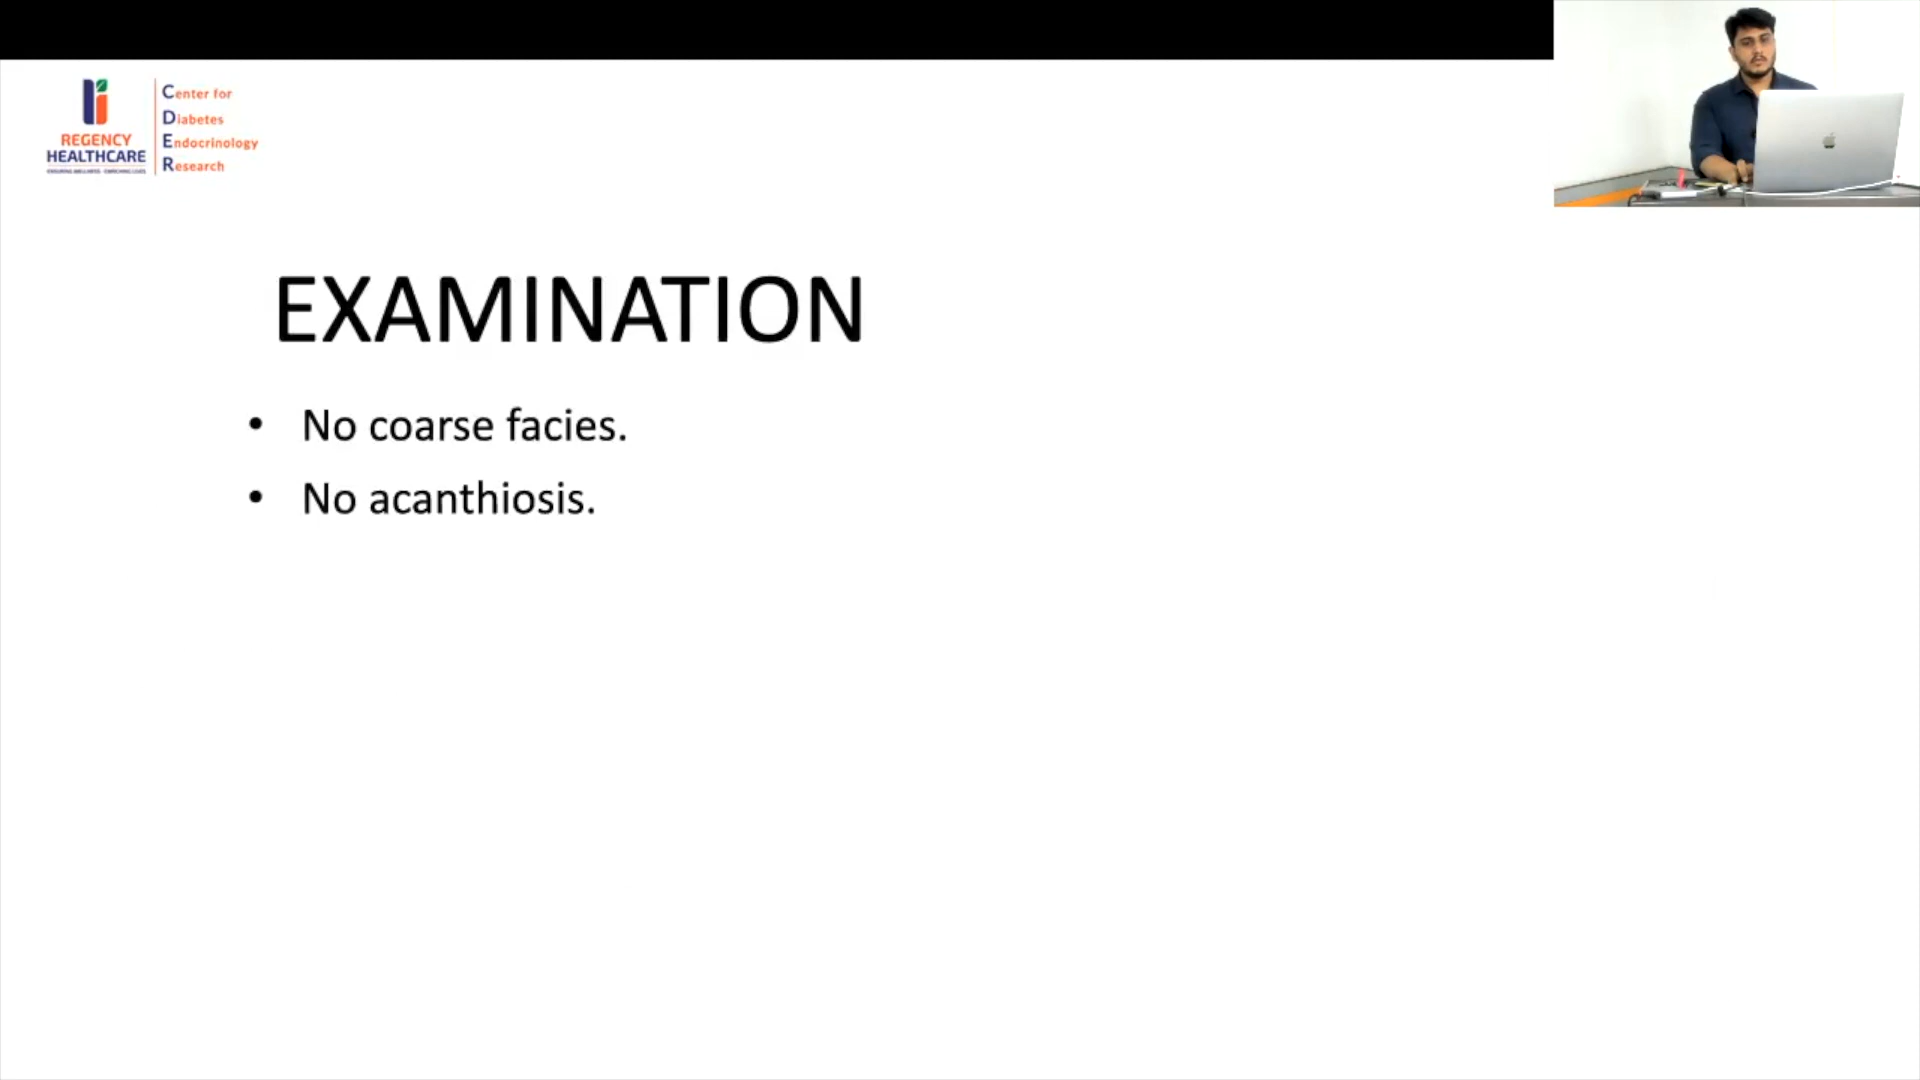 REGENCY
HEALTHCARE
Center for
Diabetes
Endocrinology
Research
EXAMINATION
• No coarse facies.
• No acanthiosis.